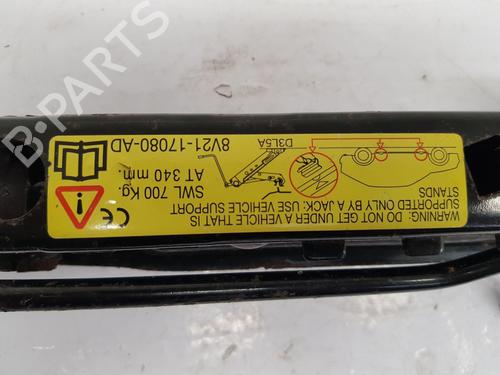 WARNING: DO NOT GET UNDER A VEHICLE THAT IS
SUPPORTED ONLY BY A JACK: USE VEHICLE SUPPORT
STANDS
CE
SWL 700 Kg.
AT 340 mm.
D3L5A
8V21-17080-AD
B-PARTS